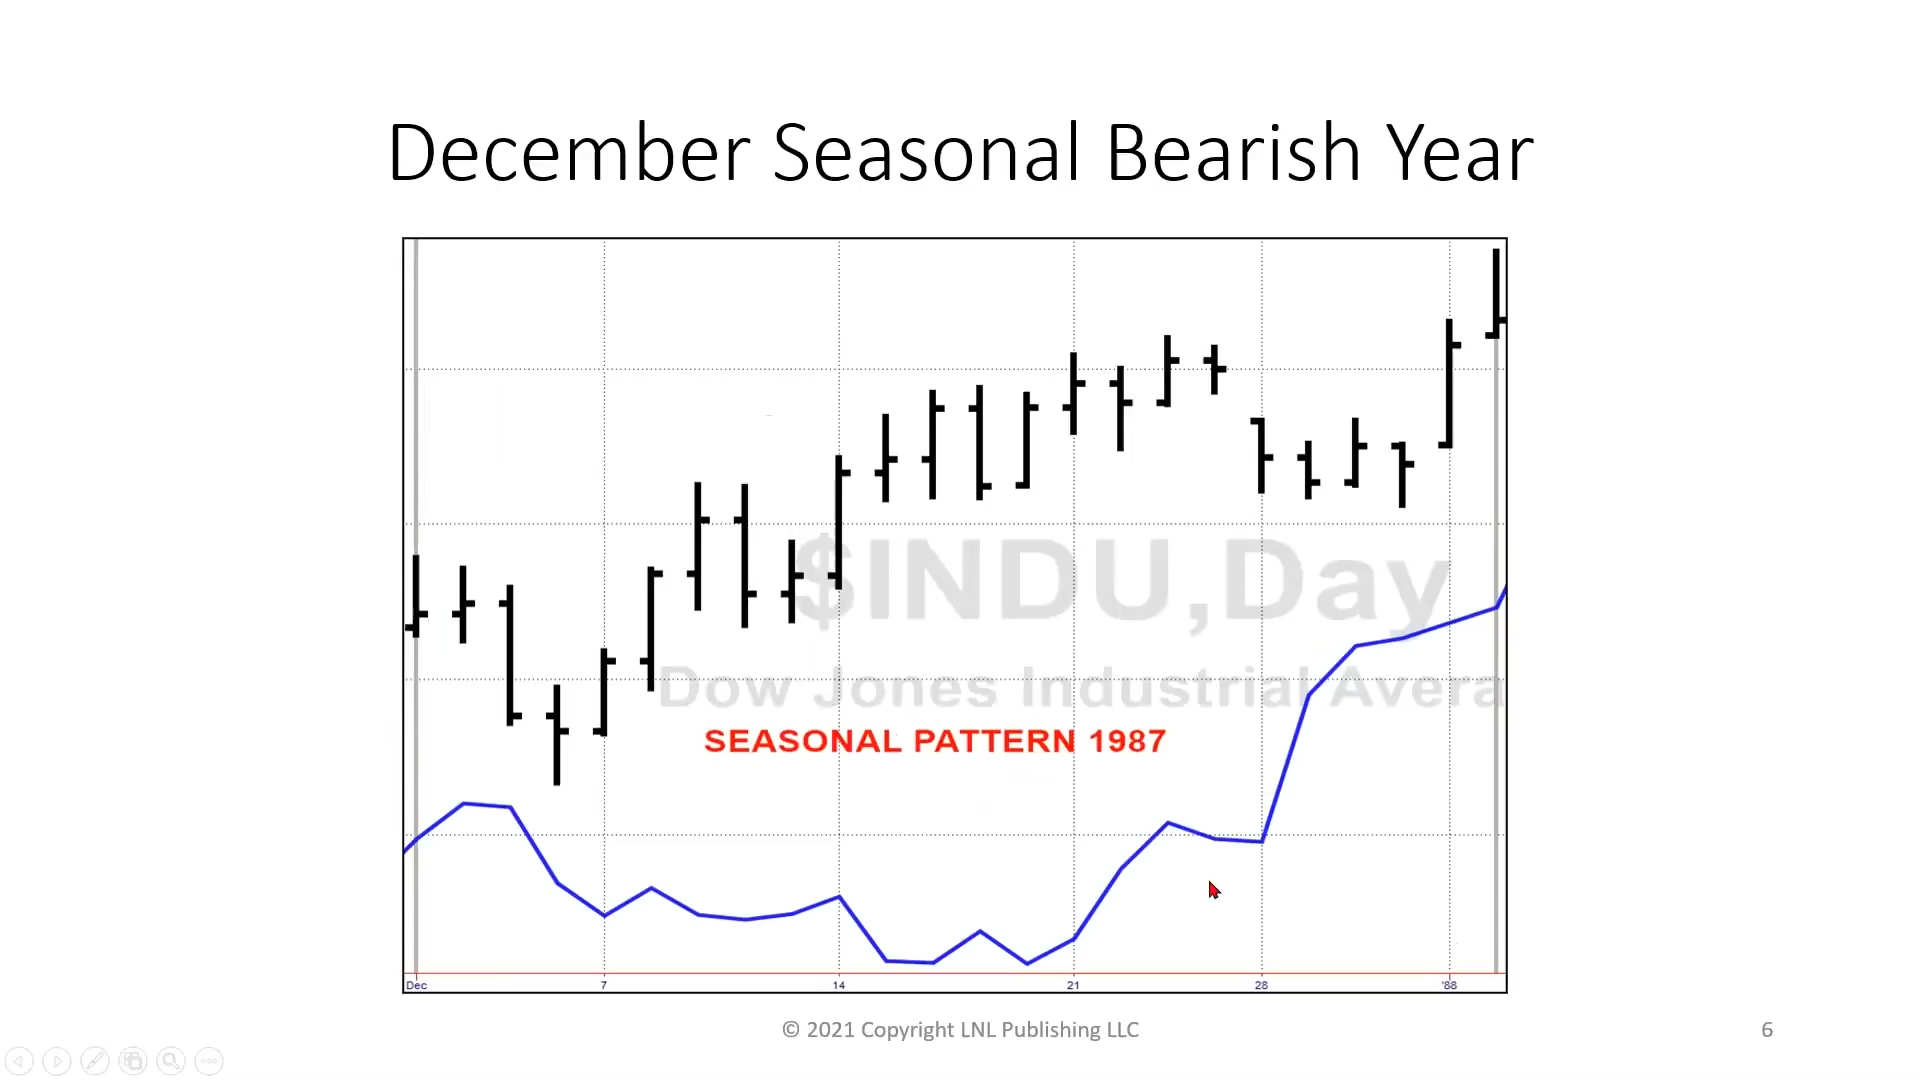 December Seasonal Bearish Year
$INDU,Day
Dow Jones Industrial Avera
SEASONAL PATTERN 1987
Dec 7 14 21 28 '88
© 2021 Copyright LNL Publishing LLC
6